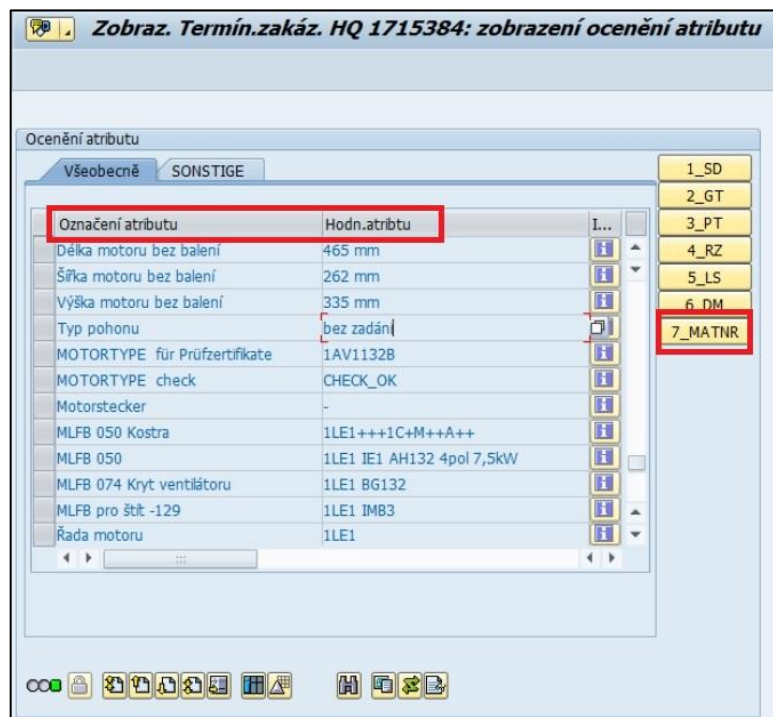 Zobraz. Termín.zakáz. HQ 1715384: zobrazení ocenění atributu
Ocenění atributu
Všeobecně SONSTIGE
1_SD
2_GT
Označení atributu Hodn.atribtu I... 3_PT
Délka motoru bez balení 465 mm 4_RZ
Šířka motoru bez balení 262 mm 5_LS
Výška motoru bez balení 335 mm 6_DM
Typ pohonu bez zadání 7_MATNR
MOTORTYPE für Prüfzertifikate 1AV1132B
MOTORTYPE check CHECK_OK
Motorstecker -
MLFB 050 Kostra 1LE1+++1C+M++A++
MLFB 050 1LE1 IE1 AH132 4pol 7,5kW
MLFB 074 Kryt ventilátoru 1LE1 BG132
MLFB pro štít -129 1LE1 IMB3
Řada motoru 1LE1